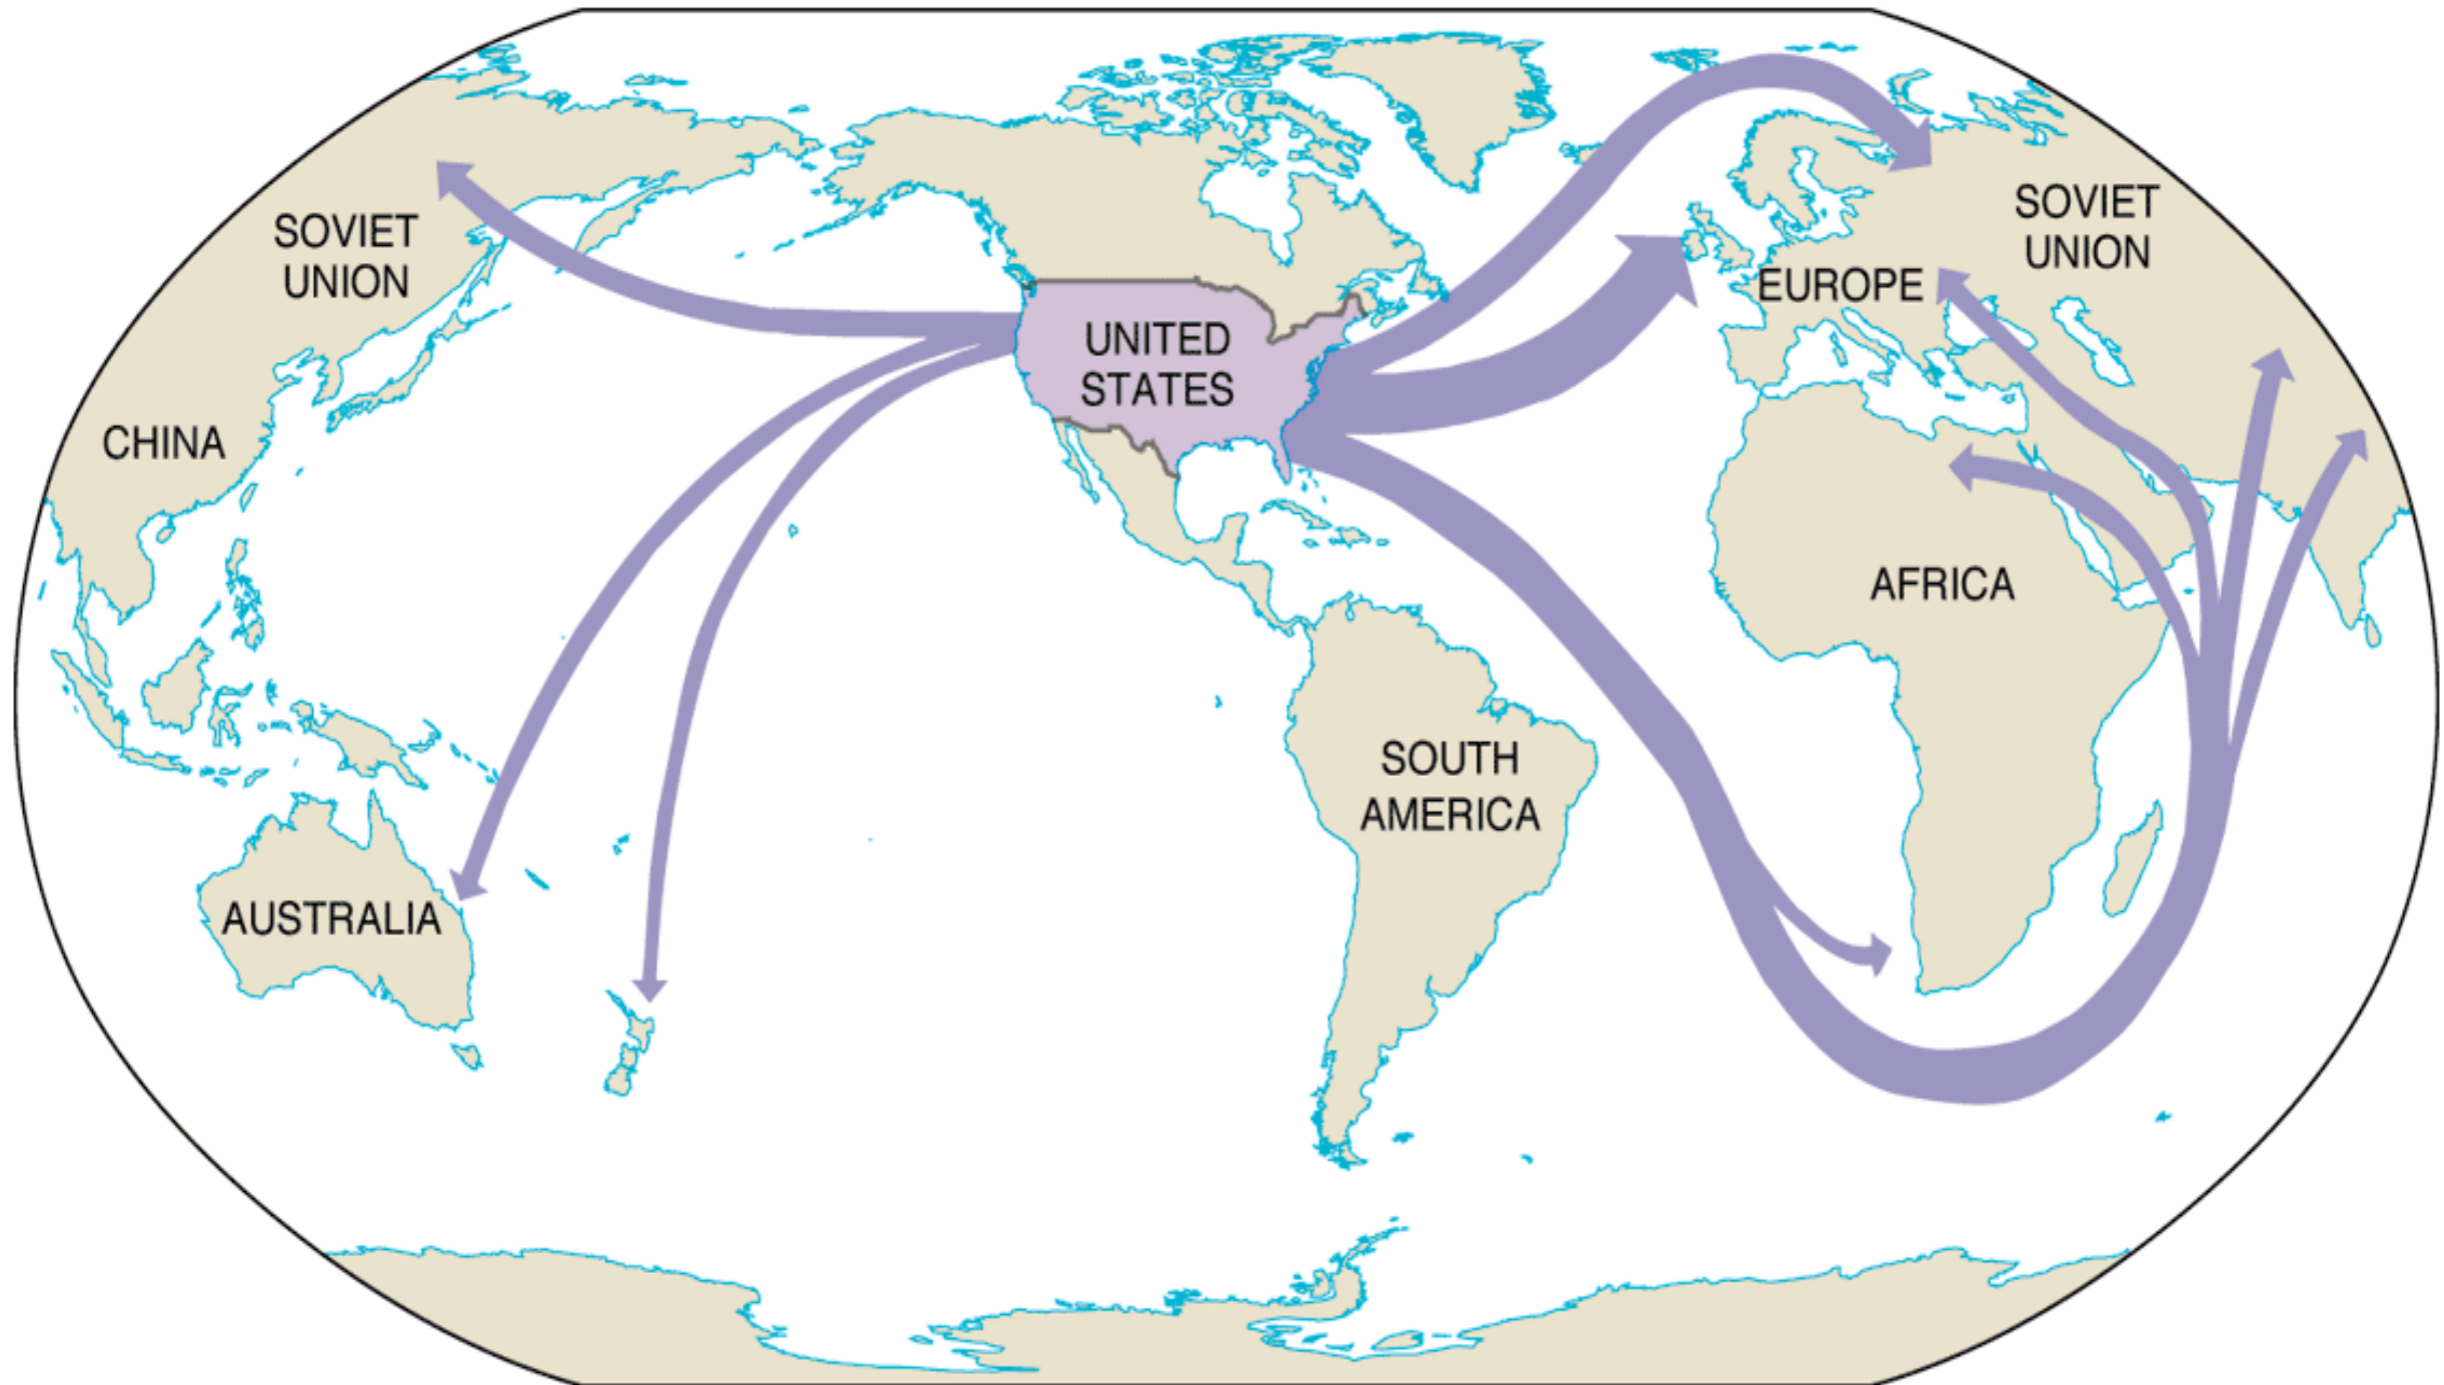 SOVIET
UNION
SOVIET
UNION
EUROPE
UNITED
STATES
CHINA
AFRICA
SOUTH
AMERICA
AUSTRALIA